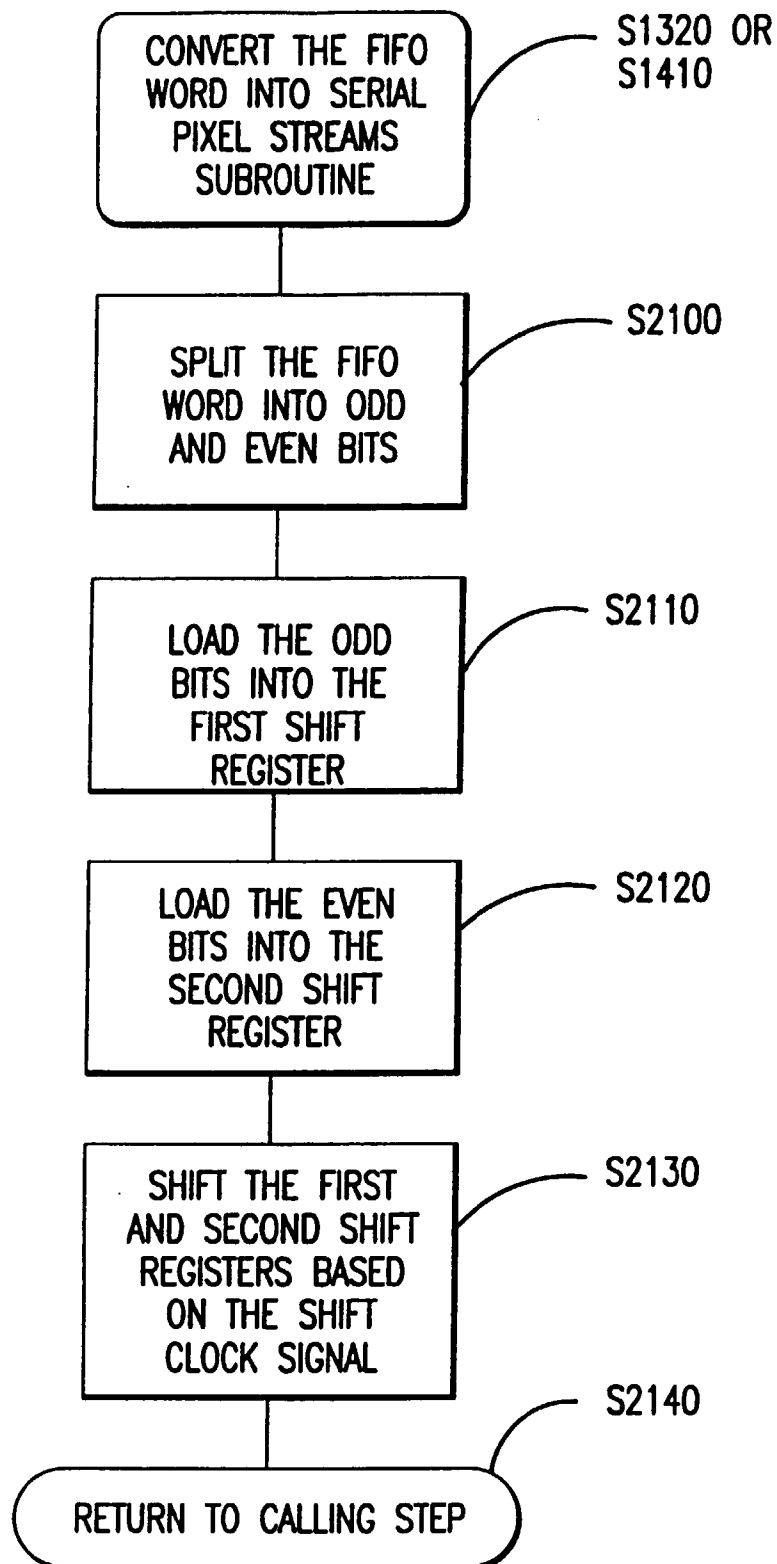 CONVERT THE FIFO
WORD INTO SERIAL
PIXEL STREAMS
SUBROUTINE
S1320 OR
S1410
SPLIT THE FIFO
WORD INTO ODD
AND EVEN BITS
S2100
LOAD THE ODD
BITS INTO THE
FIRST SHIFT
REGISTER
S2110
LOAD THE EVEN
BITS INTO THE
SECOND SHIFT
REGISTER
S2120
SHIFT THE FIRST
AND SECOND SHIFT
REGISTERS BASED
ON THE SHIFT
CLOCK SIGNAL
S2130
RETURN TO CALLING STEP
S2140